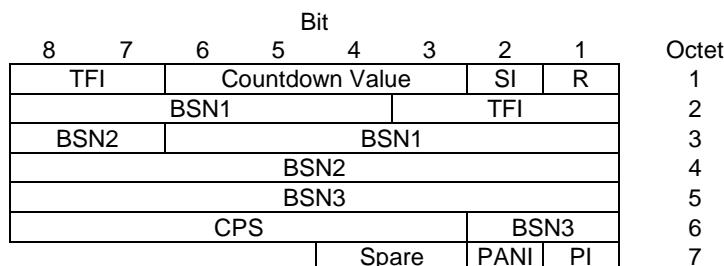 Bit
8 7 6 5 4 3 2 1 Octet
TFI Countdown Value SI R 1
BSN1 TFI 2
BSN2 BSN1 3
BSN2 4
BSN3 5
CPS BSN3 6
Spare PANI PI 7